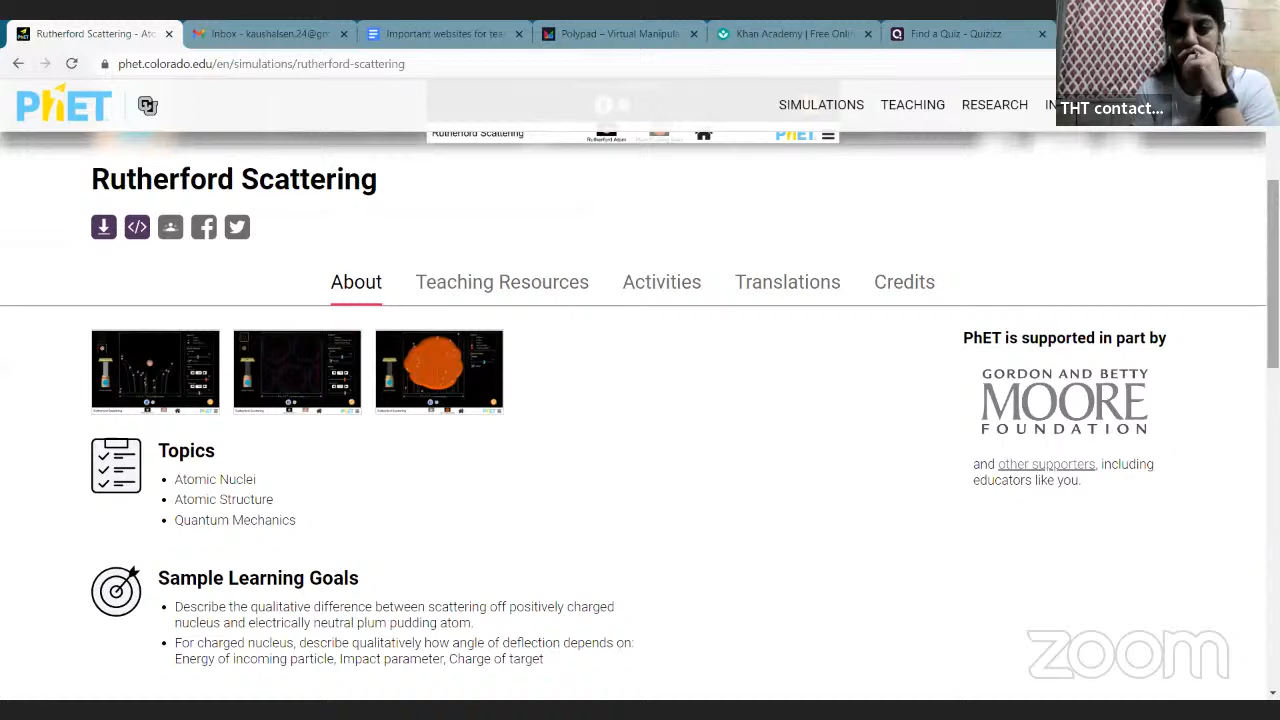 Rutherford Scattering - Ato
Inbox - kaushalsen.24@go
Important websites for tea
Polypad – Virtual Manipula
Khan Academy | Free Onlin
Find a Quiz - Quizizz
phet.colorado.edu/en/simulations/rutherford-scattering
PhET
SIMULATIONS TEACHING RESEARCH IN
THT contact...
Rutherford Scattering
Rutherford Atom
PhET
Rutherford Scattering
About Teaching Resources Activities Translations Credits
PhET is supported in part by
GORDON AND BETTY
MOORE
FOUNDATION
and other supporters, including
educators like you.
Topics
Atomic Nuclei
Atomic Structure
Quantum Mechanics
Sample Learning Goals
Describe the qualitative difference between scattering off positively charged
nucleus and electrically neutral plum pudding atom.
For charged nucleus, describe qualitatively how angle of deflection depends on:
Energy of incoming particle, Impact parameter, Charge of target
zoom